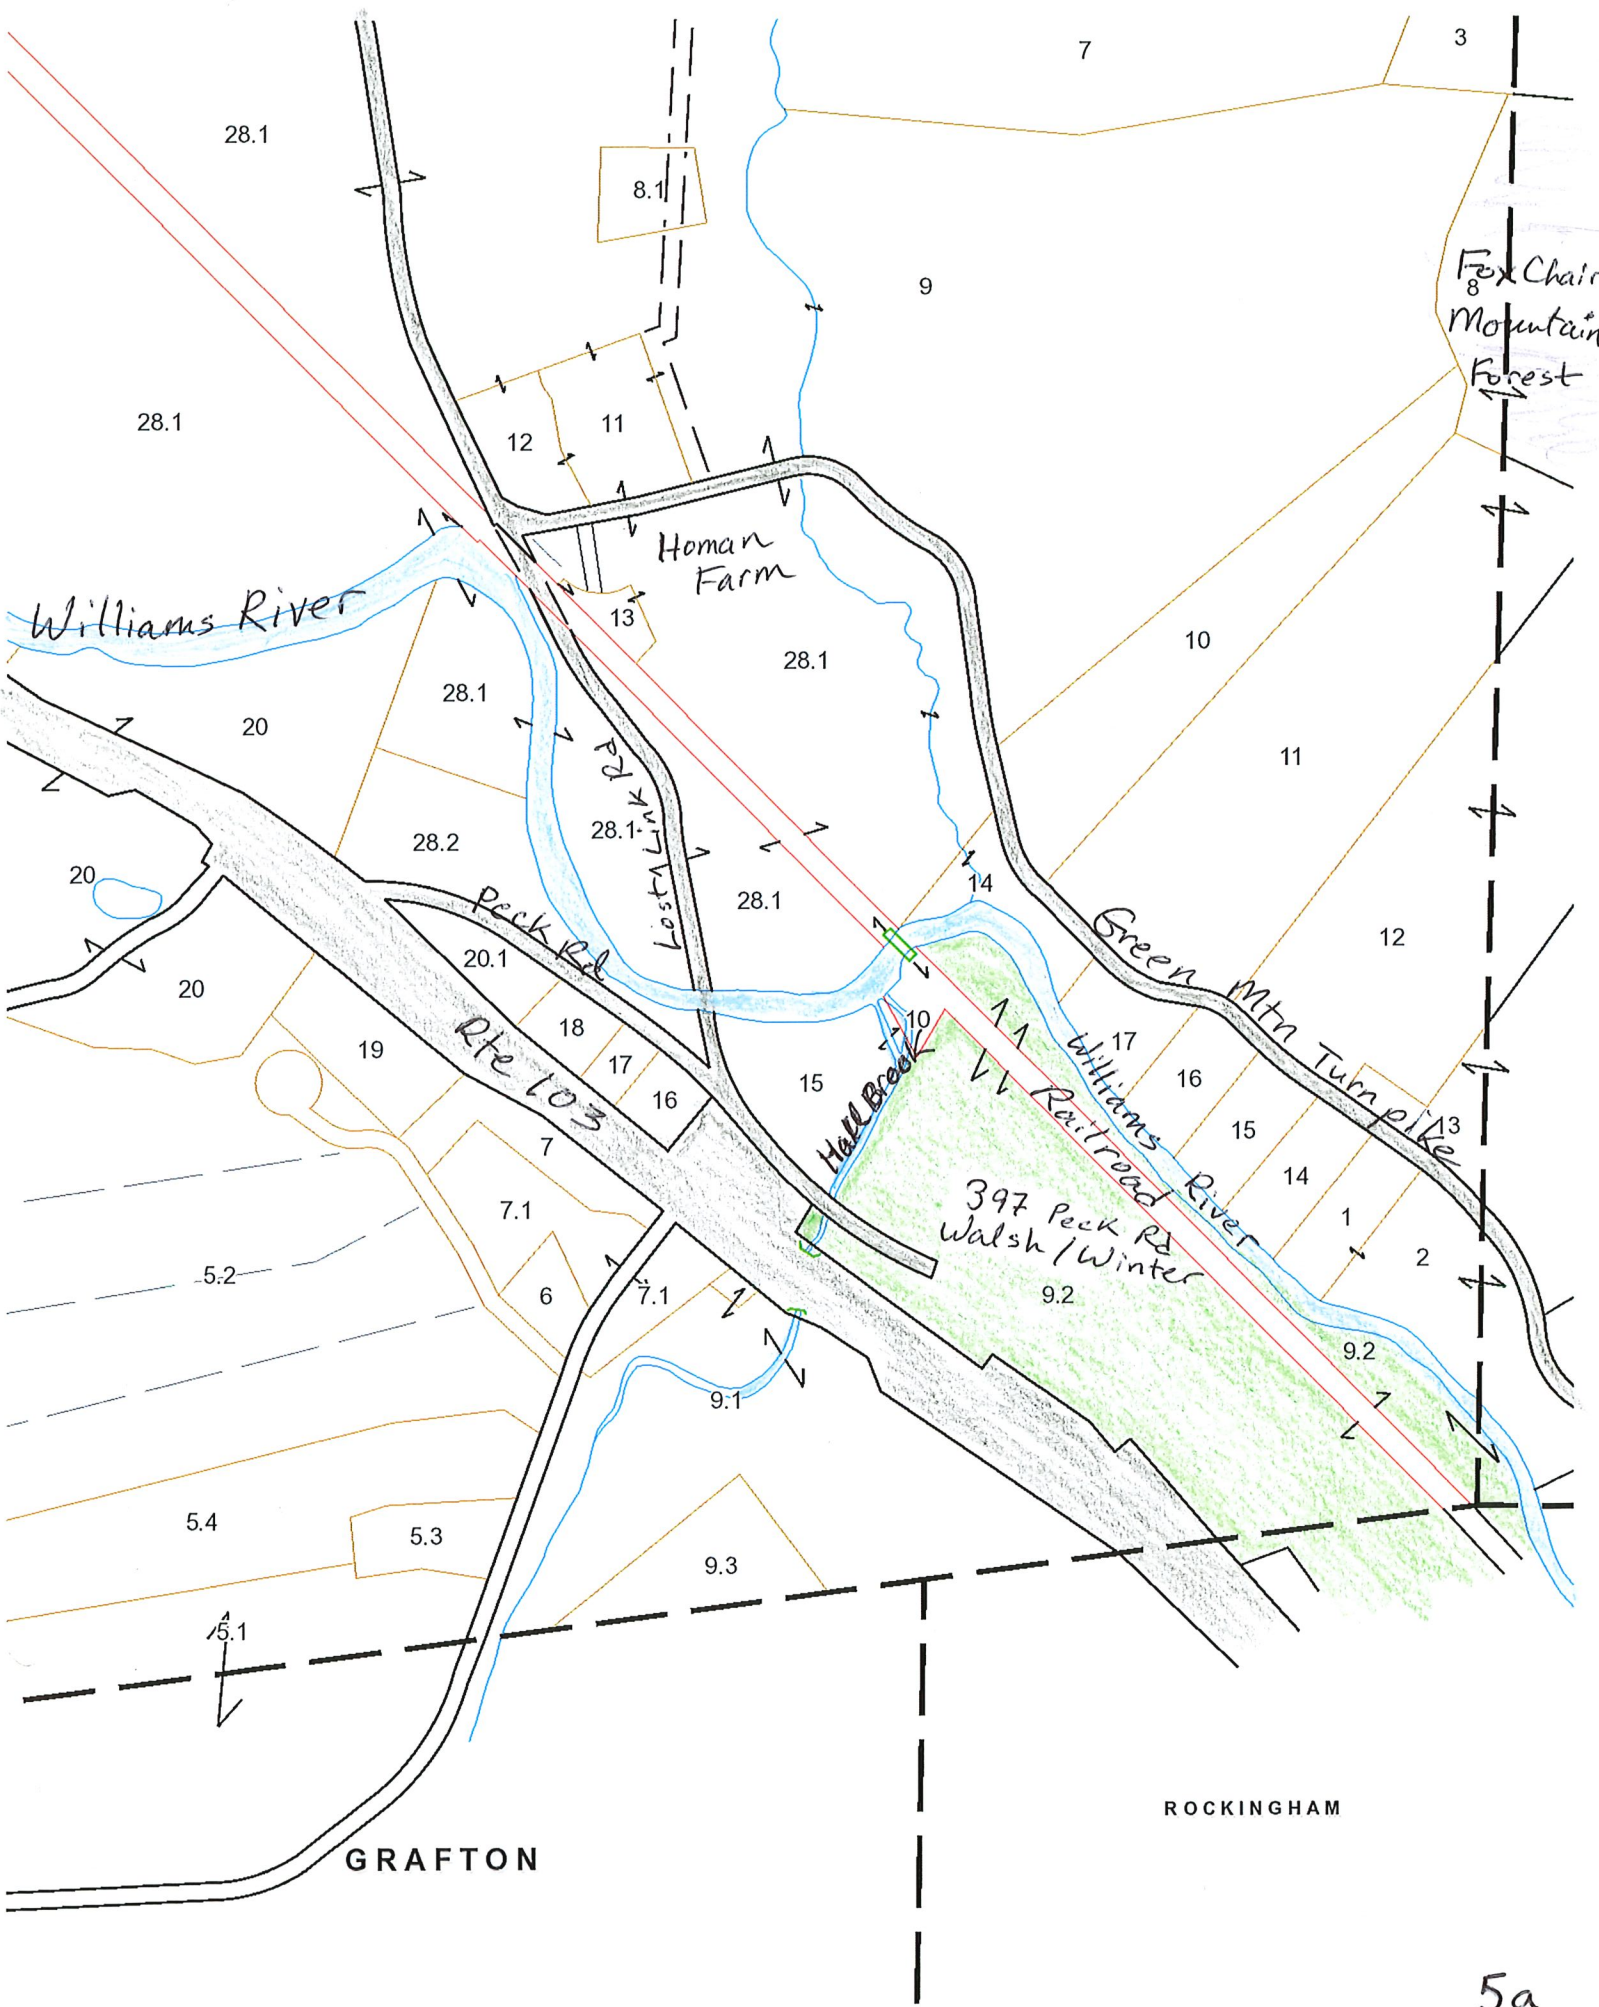 7
3
28.1
8.1
9
Fox Chair
8
Mountain
Forest
28.1
12
11
Homan
Farm
Williams River
13
28.1
10
28.1
20
11
Lost Link Rd
28.1
28.2
20
14
28.1
Peck Rd
Green Mtn Turnpike
12
20.1
20
18
10
19
Rte 103
17
16
15
Hall Brook
Williams River
Railroad
17
16
15
13
14
1
2
7
7.1
397 Peck Rd
Walsh / Winter
9.2
5.2
6
7.1
9.2
9.1
5.4
5.3
9.3
5.1
ROCKINGHAM
GRAFTON
5a